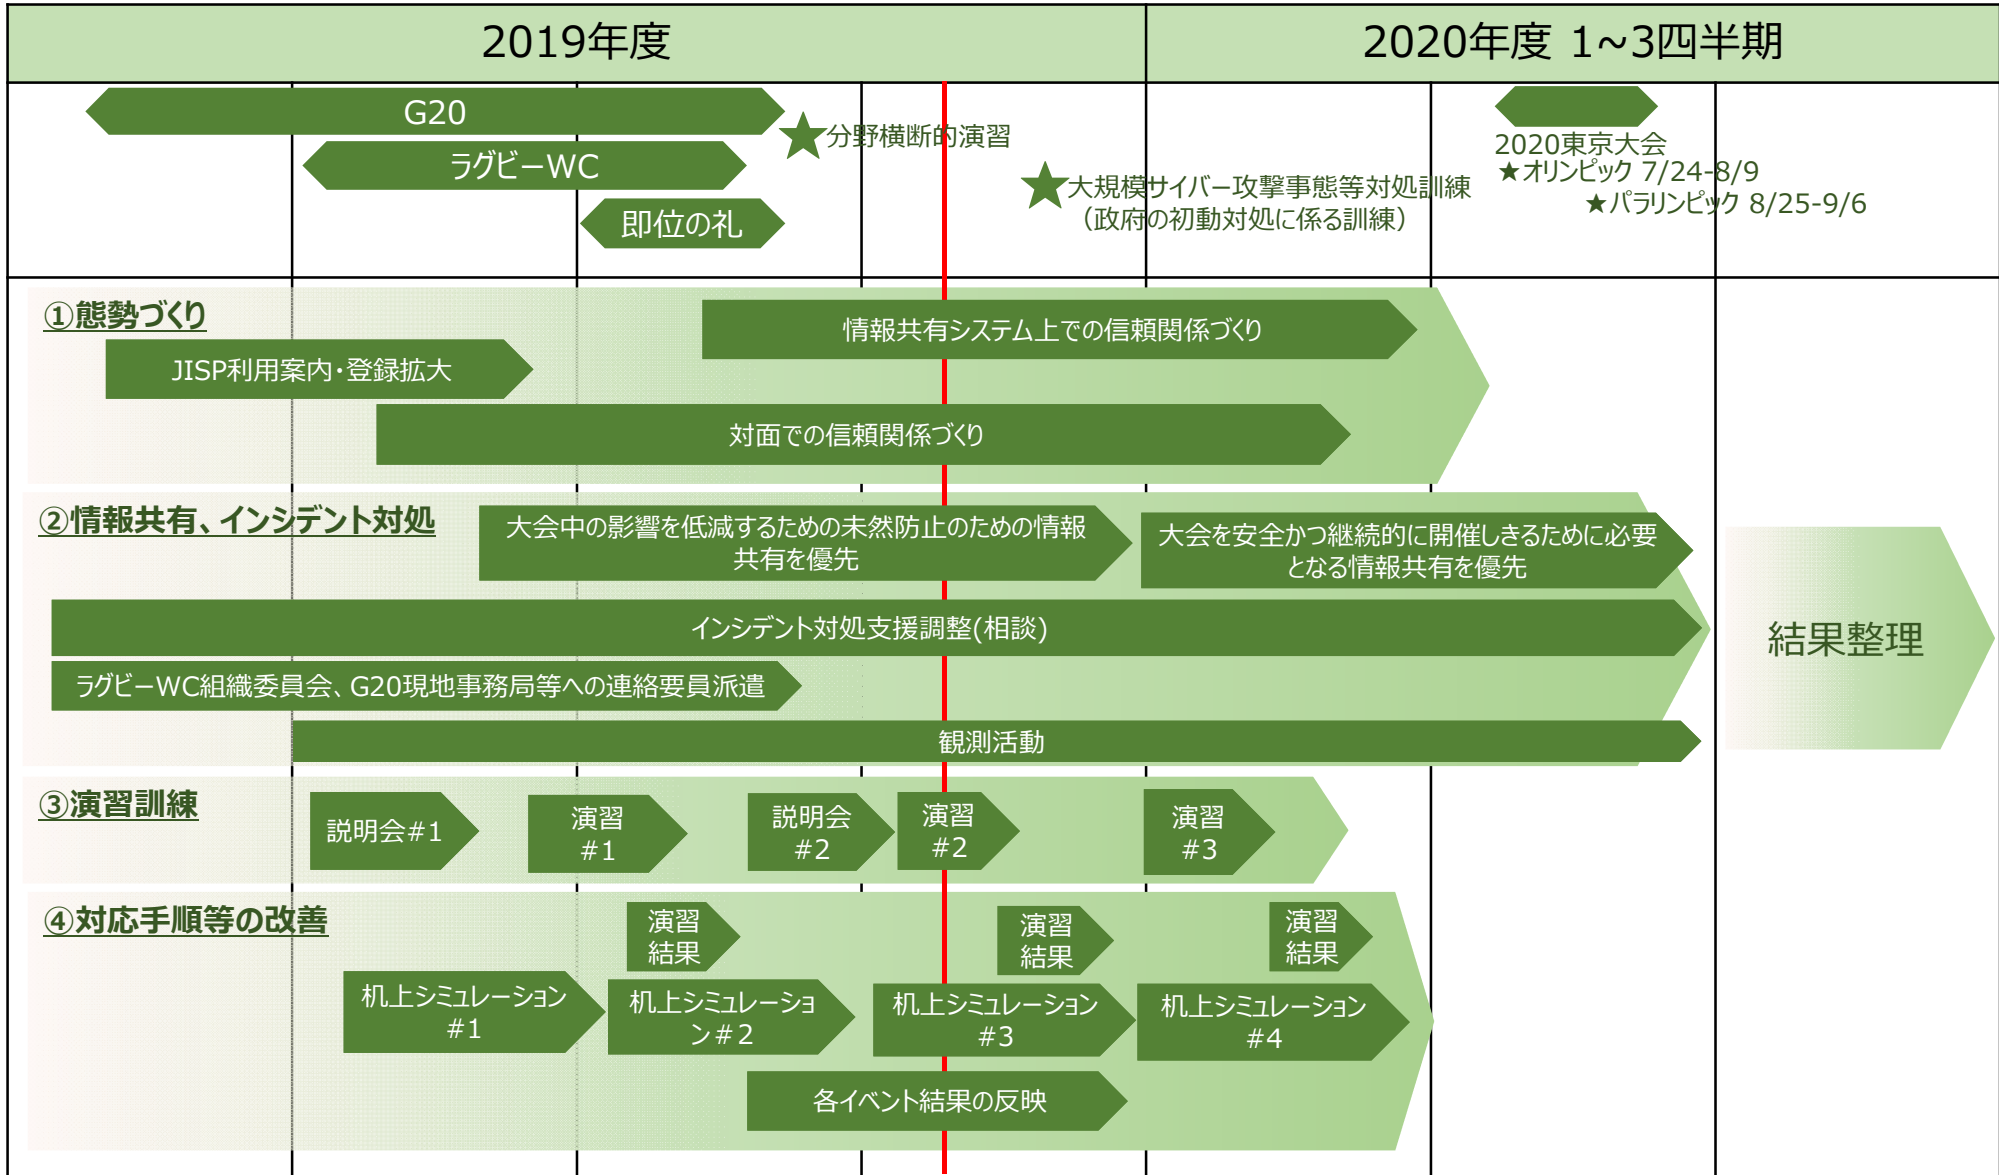 2019年度
2020年度 1~3四半期
G20
ラグビーWC
即位の礼
★分野横断的演習
★大規模サイバー攻撃事態等対処訓練
（政府の初動対処に係る訓練）
2020東京大会
★オリンピック 7/24-8/9
★パラリンピック 8/25-9/6
①態勢づくり
情報共有システム上での信頼関係づくり
JISP利用案内・登録拡大
対面での信頼関係づくり
②情報共有、インシデント対処
大会中の影響を低減するための未然防止のための情報
共有を優先
大会を安全かつ継続的に開催しきるために必要
となる情報共有を優先
インシデント対処支援調整(相談)
ラグビーWC組織委員会、G20現地事務局等への連絡要員派遣
観測活動
結果整理
③演習訓練
説明会#1
演習
#1
説明会
#2
演習
#2
演習
#3
④対応手順等の改善
演習
結果
演習
結果
演習
結果
机上シミュレーション
#1
机上シミュレーショ
ン＃2
机上シミュレーション
#3
机上シミュレーション
#4
各イベント結果の反映